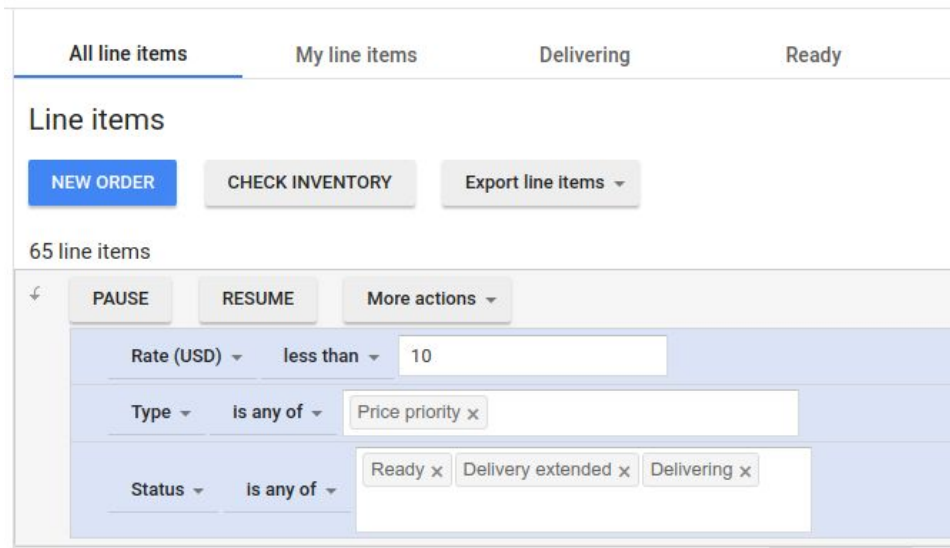 All line items My line items Delivering Ready
Line items
NEW ORDER CHECK INVENTORY Export line items
65 line items
PAUSE RESUME More actions
Rate (USD) less than 10
Type is any of Price priority ×
Status is any of Ready × Delivery extended × Delivering ×